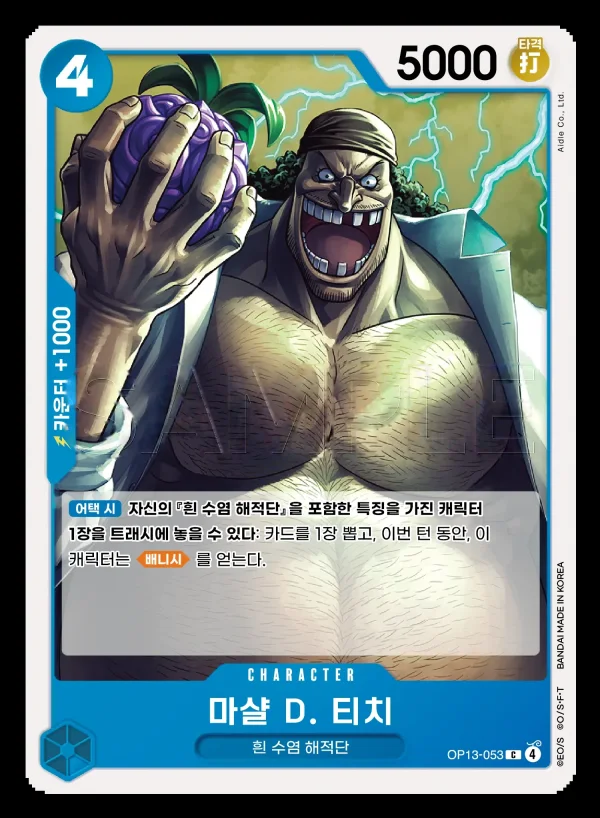 4
5000
타격
打
Aidle Co., Ltd.
카운터 +1000
SAMPLE
어택 시 자신의 『흰 수염 해적단』을 포함한 특징을 가진 캐릭터
1장을 트래시에 놓을 수 있다: 카드를 1장 뽑고, 이번 턴 동안, 이
캐릭터는 배니시 를 얻는다.
CHARACTER
마샬 D. 티치
흰 수염 해적단
OP13-053 C 4
©EO/S ©O/S·F·T BANDAI MADE IN KOREA